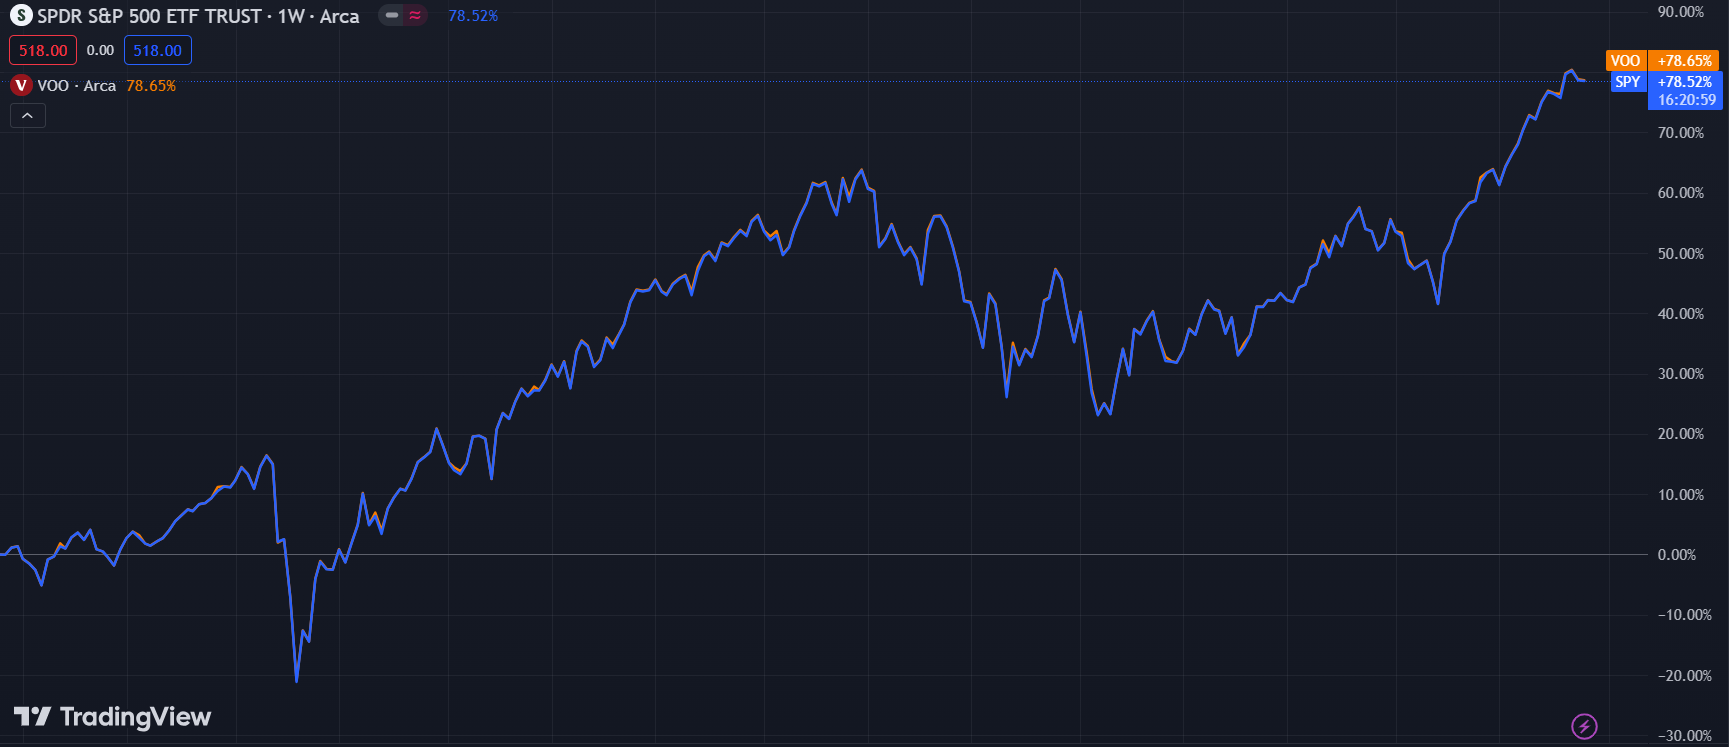 S SPDR S&P 500 ETF TRUST · 1W · Arca 78.52%
518.00 0.00 518.00
V VOO · Arca 78.65%
90.00%
VOO +78.65%
SPY +78.52%
16:20:59
70.00%
60.00%
50.00%
40.00%
30.00%
20.00%
10.00%
0.00%
−10.00%
−20.00%
−30.00%
TradingView